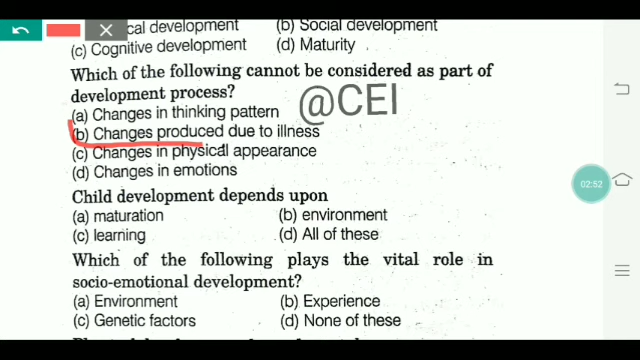 cal development (b) Social development
(c) Cognitive development (d) Maturity
Which of the following cannot be considered as part of
development process?
(a) Changes in thinking pattern
@CEI
(b) Changes produced due to illness
(c) Changes in physical appearance
(d) Changes in emotions
02:52
Child development depends upon
(a) maturation (b) environment
(c) learning (d) All of these
Which of the following plays the vital role in
socio-emotional development?
(a) Environment (b) Experience
(c) Genetic factors (d) None of these